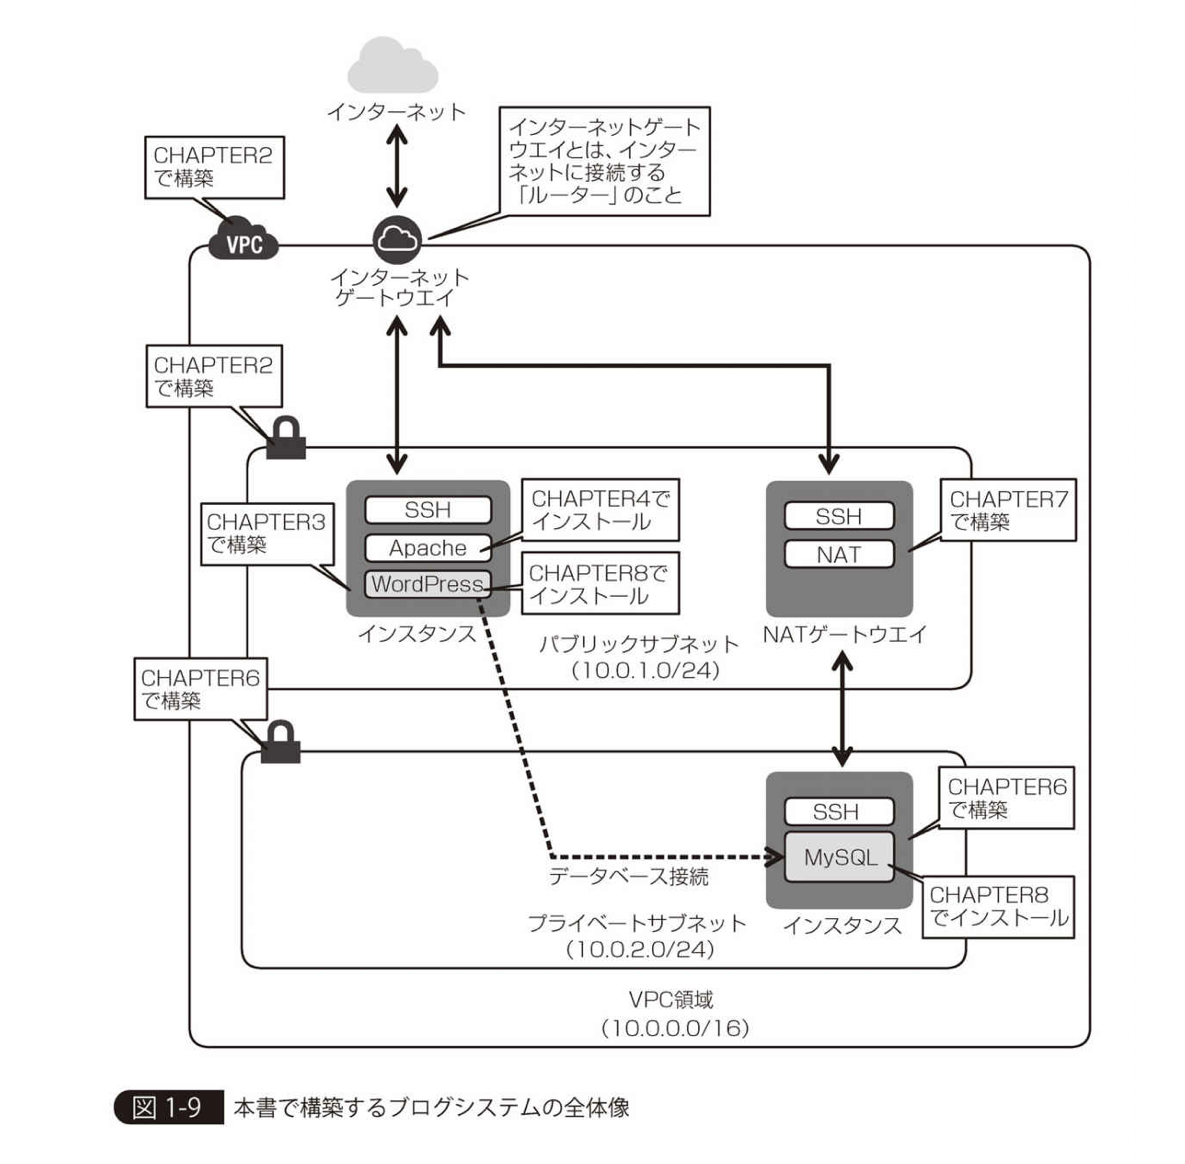 インターネット
インターネットゲート
ウエイとは、インター
ネットに接続する
「ルーター」のこと
CHAPTER2
で構築
VPC
インターネット
ゲートウエイ
CHAPTER2
で構築
CHAPTER3
で構築
SSH
Apache
WordPress
インスタンス
CHAPTER4で
インストール
CHAPTER8で
インストール
SSH
NAT
NATゲートウエイ
CHAPTER7
で構築
パブリックサブネット
(10.0.1.0/24)
CHAPTER6
で構築
SSH
MySQL
インスタンス
CHAPTER6
で構築
CHAPTER8
でインストール
データベース接続
プライベートサブネット
(10.0.2.0/24)
VPC領域
(10.0.0.0/16)
図 1-9 本書で構築するブログシステムの全体像